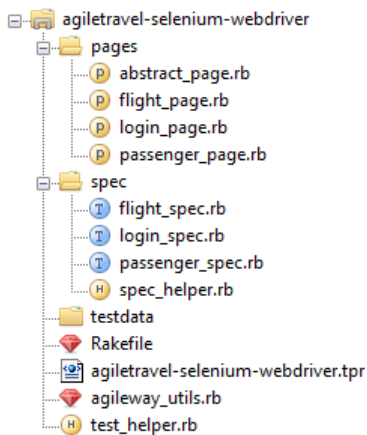 agiletravel-selenium-webdriver
pages
P abstract_page.rb
P flight_page.rb
P login_page.rb
P passenger_page.rb
spec
T flight_spec.rb
T login_spec.rb
T passenger_spec.rb
H spec_helper.rb
testdata
Rakefile
agiletravel-selenium-webdriver.tpr
agileway_utils.rb
H test_helper.rb